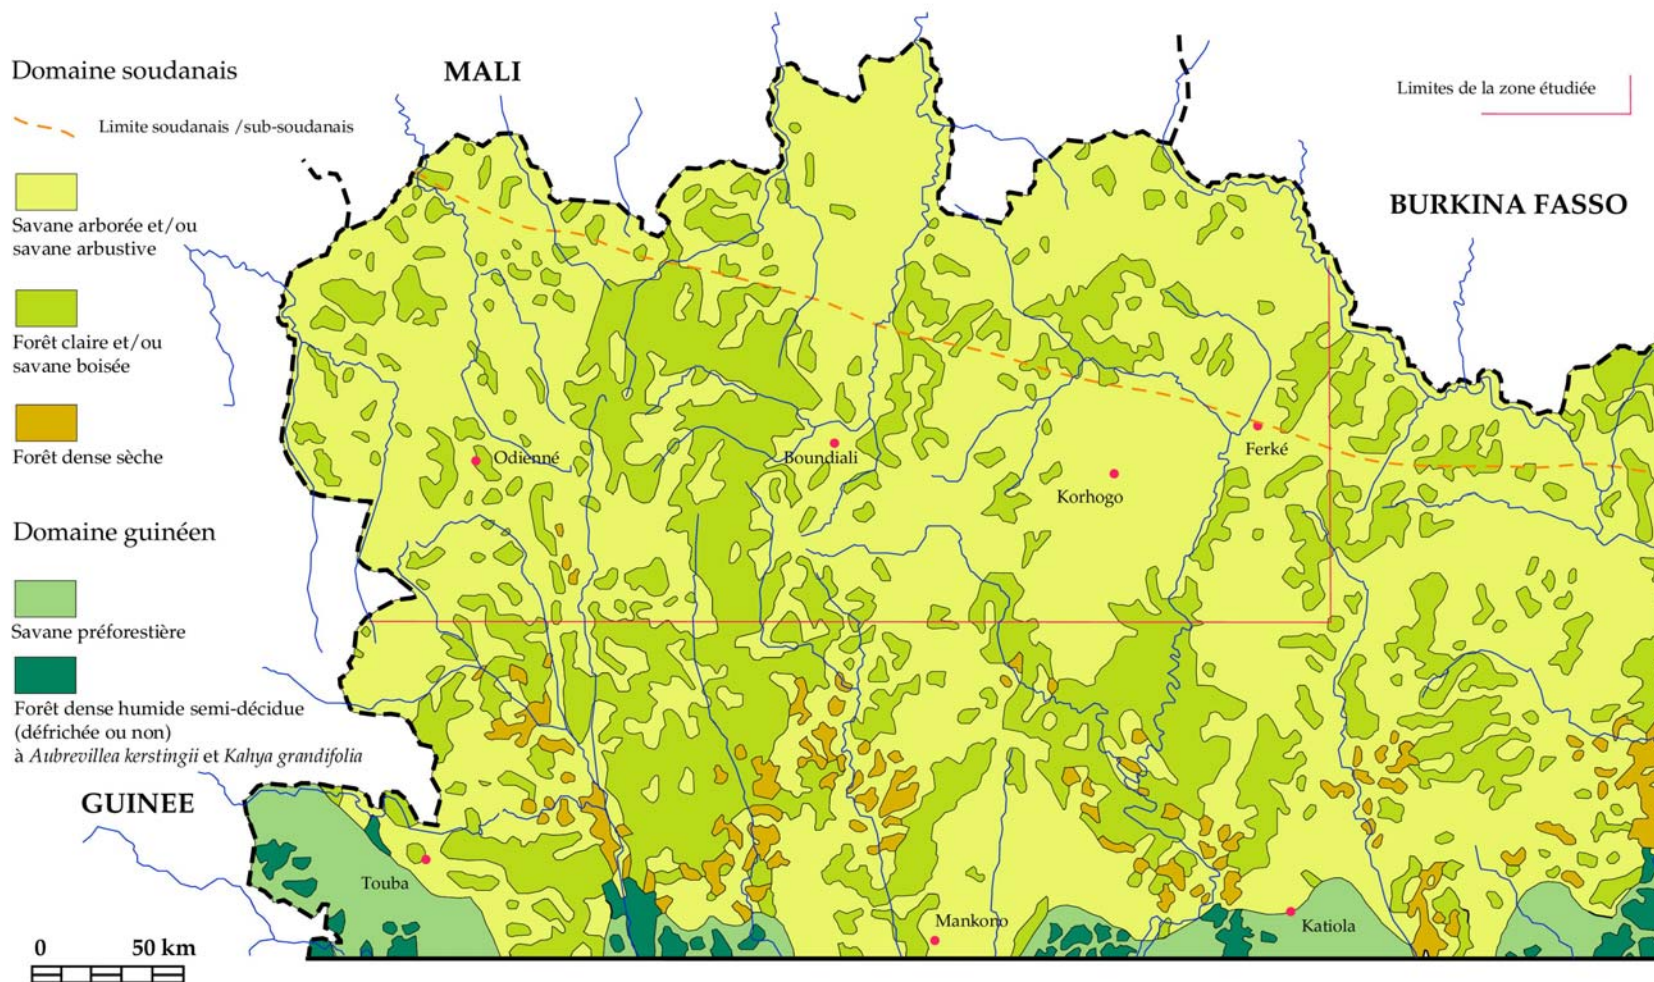 Domaine soudanais
Limite soudanais /sub-soudanais
Savane arborée et/ou
savane arbustive
Forêt claire et/ou
savane boisée
Forêt dense sèche
Domaine guinéen
Savane préforestière
Forêt dense humide semi-décidue
(défrichée ou non)
à Aubrevillea kerstingii et Kahya grandifolia
MALI
Limites de la zone étudiée
BURKINA FASSO
Odienné
Boundiali
Korhogo
Ferké
GUINEE
Touba
Mankono
Katiola
0 50 km